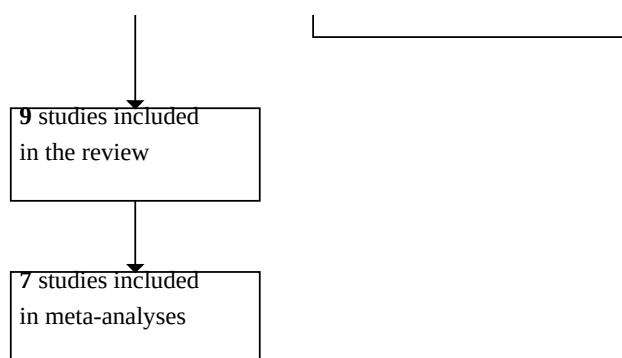 9 studies included
in the review
7 studies included
in meta-analyses